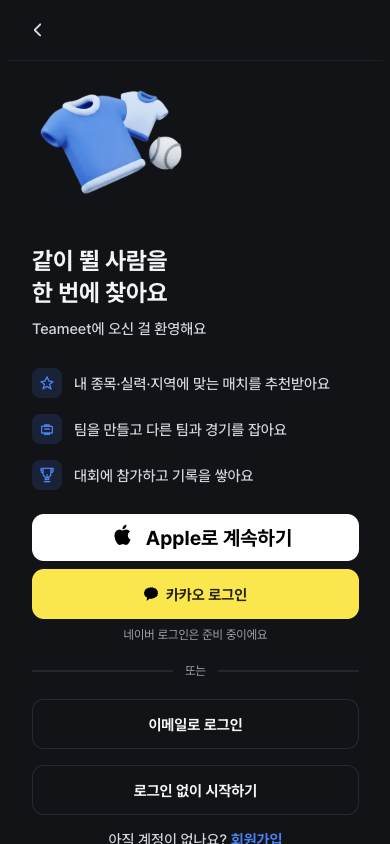 같이 뛸 사람을
한 번에 찾아요
Teameet에 오신 걸 환영해요
내 종목·실력·지역에 맞는 매치를 추천받아요
팀을 만들고 다른 팀과 경기를 잡아요
대회에 참가하고 기록을 쌓아요
Apple로 계속하기
카카오 로그인
네이버 로그인은 준비 중이에요
또는
이메일로 로그인
로그인 없이 시작하기
아직 계정이 없나요? 회원가입